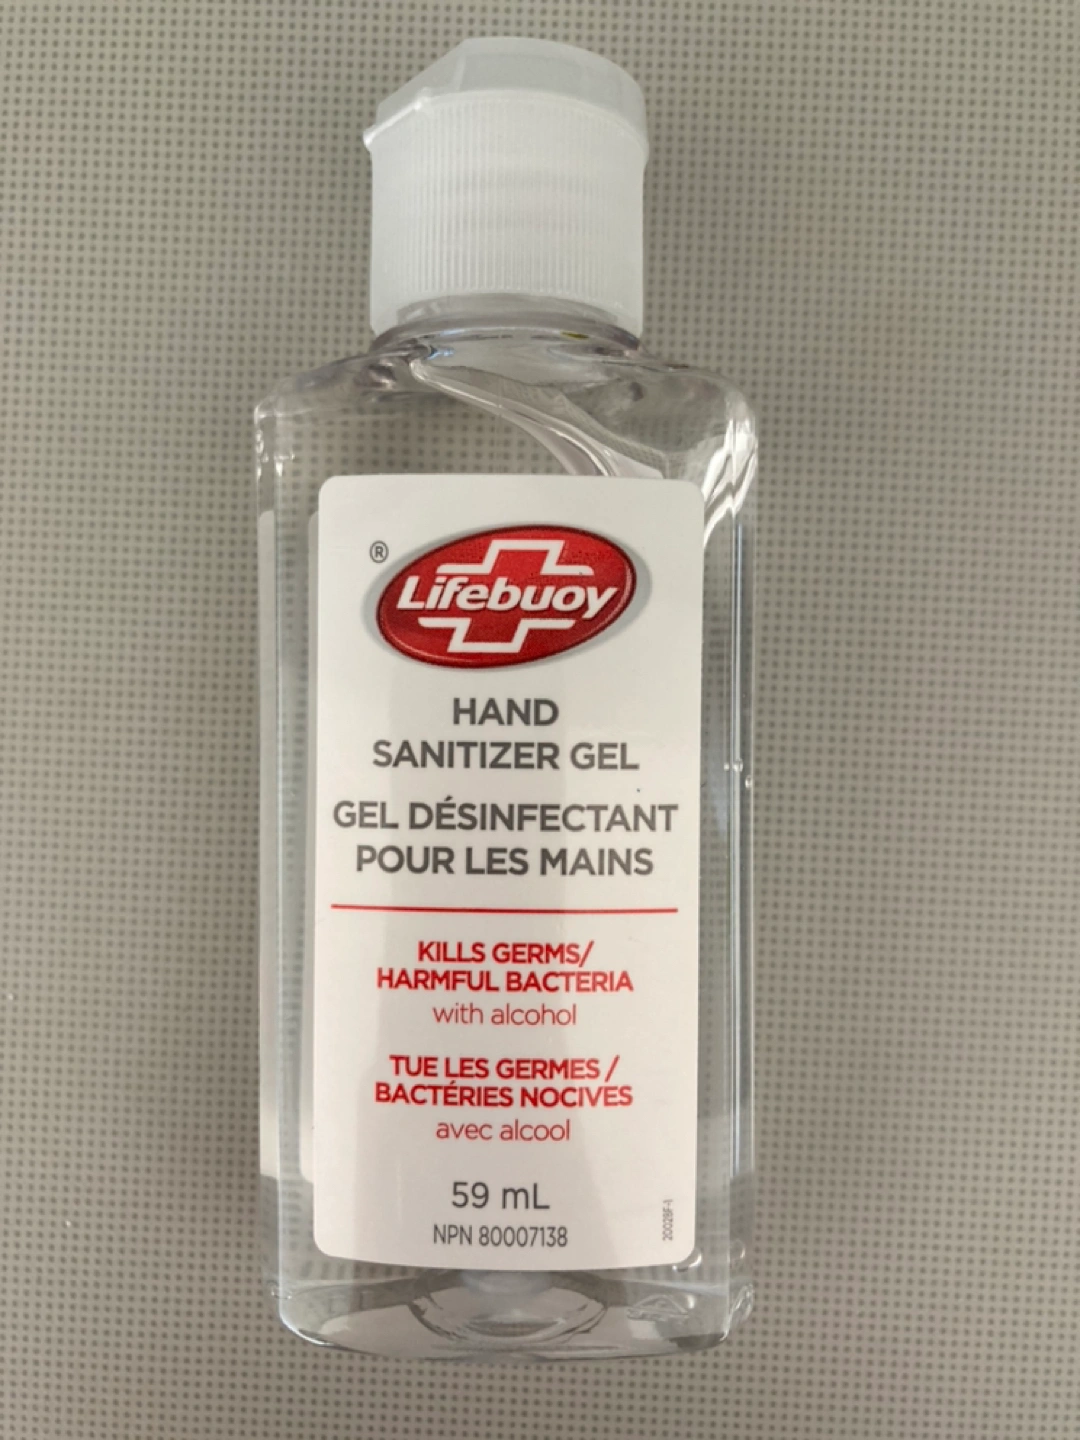 ®
Lifebuoy
HAND
SANITIZER GEL
GEL DÉSINFECTANT
POUR LES MAINS
KILLS GERMS/
HARMFUL BACTERIA
with alcohol
TUE LES GERMES /
BACTÉRIES NOCIVES
avec alcool
59 mL
NPN 80007138